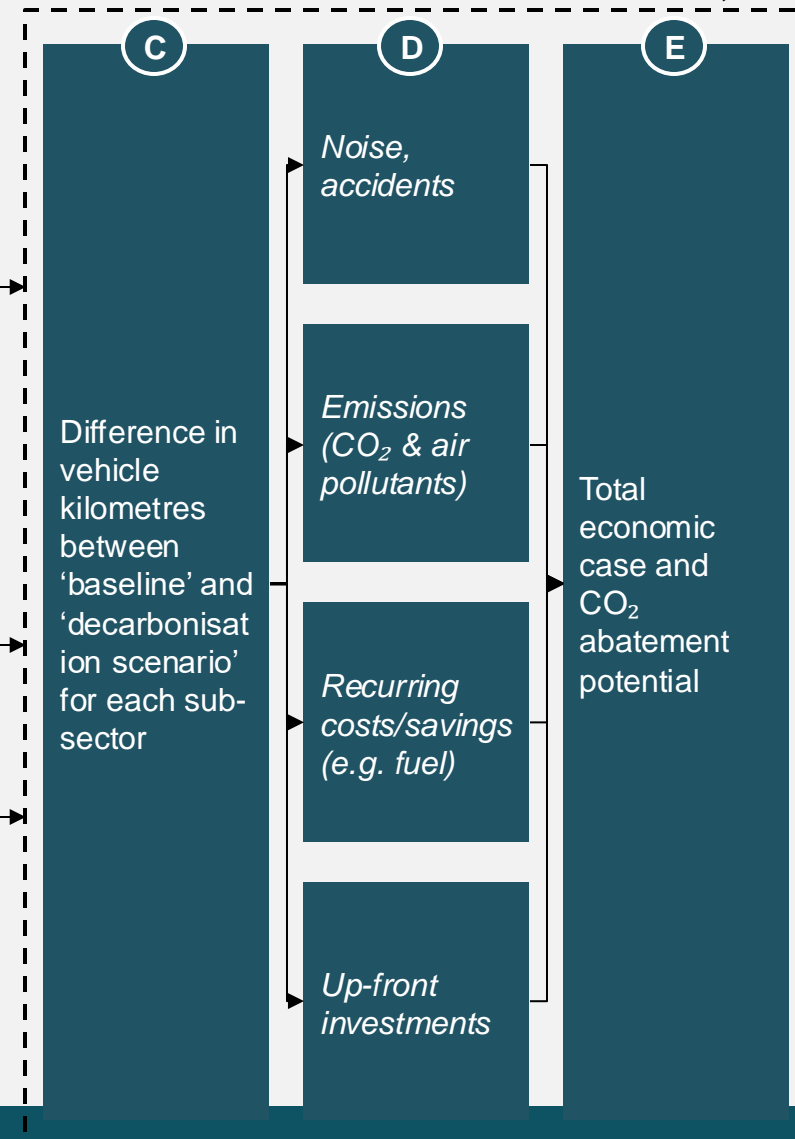 C
Difference in
vehicle
kilometres
between
‘baseline’ and
‘decarbonisat
ion scenario’
for each sub-
sector
D
Noise,
accidents
Emissions
(CO₂ & air
pollutants)
Recurring
costs/savings
(e.g. fuel)
Up-front
investments
E
Total
economic
case and
CO₂
abatement
potential